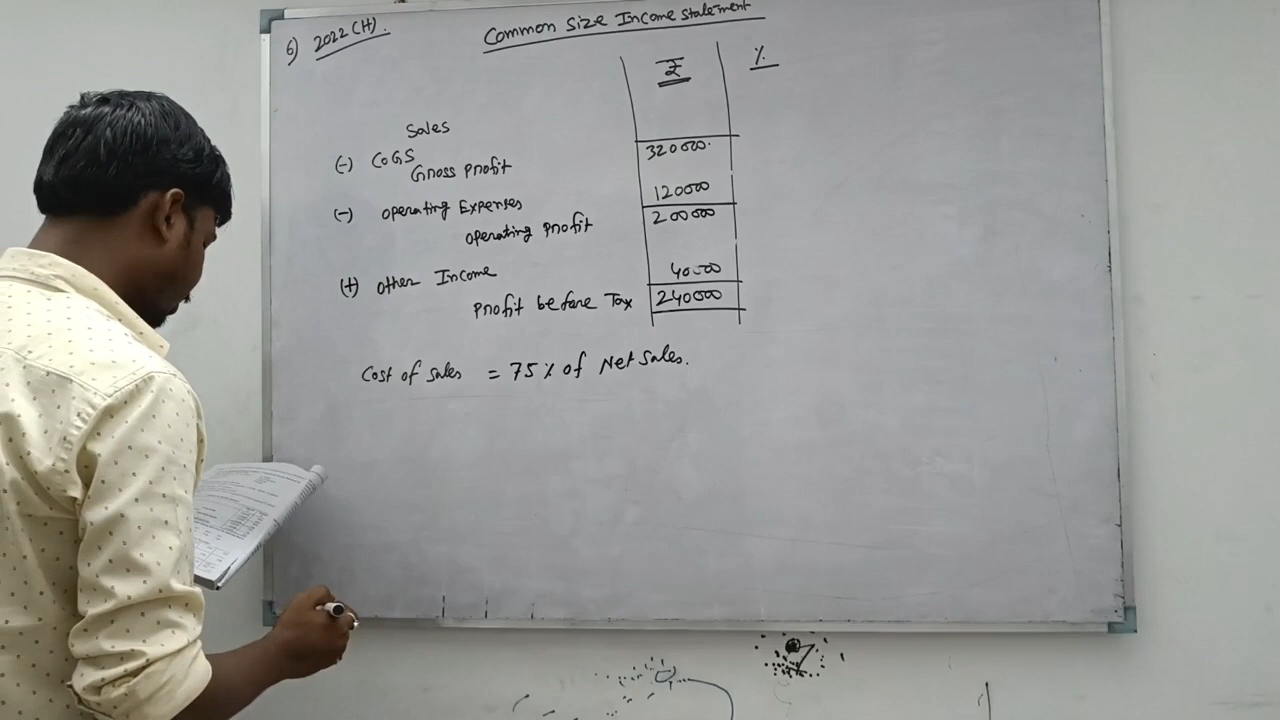 6) 2022 (H).
Common Size Income Statement
₹ %
Sales
(-) COGS
Gross Profit 320000.
(-) Operating Expenses 120000
Operating Profit 200000
(+) Other Income 40000
Profit before Tax 240000
Cost of Sales = 75% of Net Sales.